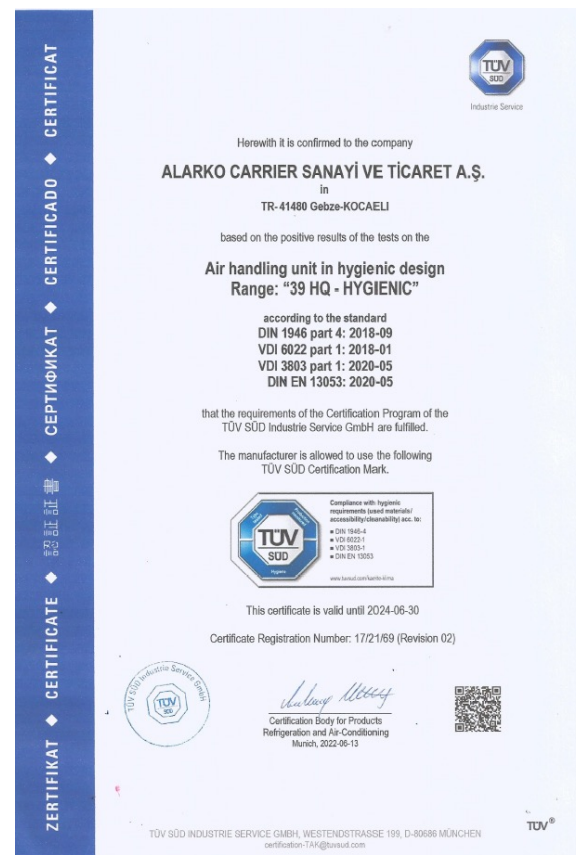 ZERTIFIKAT ◆ CERTIFICATE ◆ 認証証書 ◆ СЕРТИФИКАТ ◆ CERTIFICADO ◆ CERTIFICAT
TÜV
SÜD
Industrie Service
Herewith it is confirmed to the company
ALARKO CARRIER SANAYİ VE TİCARET A.Ş.
in
TR- 41480 Gebze-KOCAELI
based on the positive results of the tests on the
Air handling unit in hygienic design
Range: “39 HQ - HYGIENIC”
according to the standard
DIN 1946 part 4: 2018-09
VDI 6022 part 1: 2018-01
VDI 3803 part 1: 2020-05
DIN EN 13053: 2020-05
that the requirements of the Certification Program of the
TÜV SÜD Industrie Service GmbH are fulfilled.
The manufacturer is allowed to use the following
TÜV SÜD Certification Mark.
TÜV
SÜD
Hygiene
Compliance with hygienic
requirements (used materials/
accessibility/cleanability) acc. to:
■ DIN 1946-4
■ VDI 6022-1
■ VDI 3803-1
■ DIN EN 13053
www.tuvsud.com/kaelte-klima
This certificate is valid until 2024-06-30
Certificate Registration Number: 17/21/69 (Revision 02)
TÜV SÜD Industrie Service GmbH
TÜV
SÜD
Certification Body for Products
Refrigeration and Air-Conditioning
Munich, 2022-06-13
TÜV SÜD INDUSTRIE SERVICE GMBH, WESTENDSTRASSE 199, D-80686 MÜNCHEN
certification-TAK@tuvsud.com
TÜV®